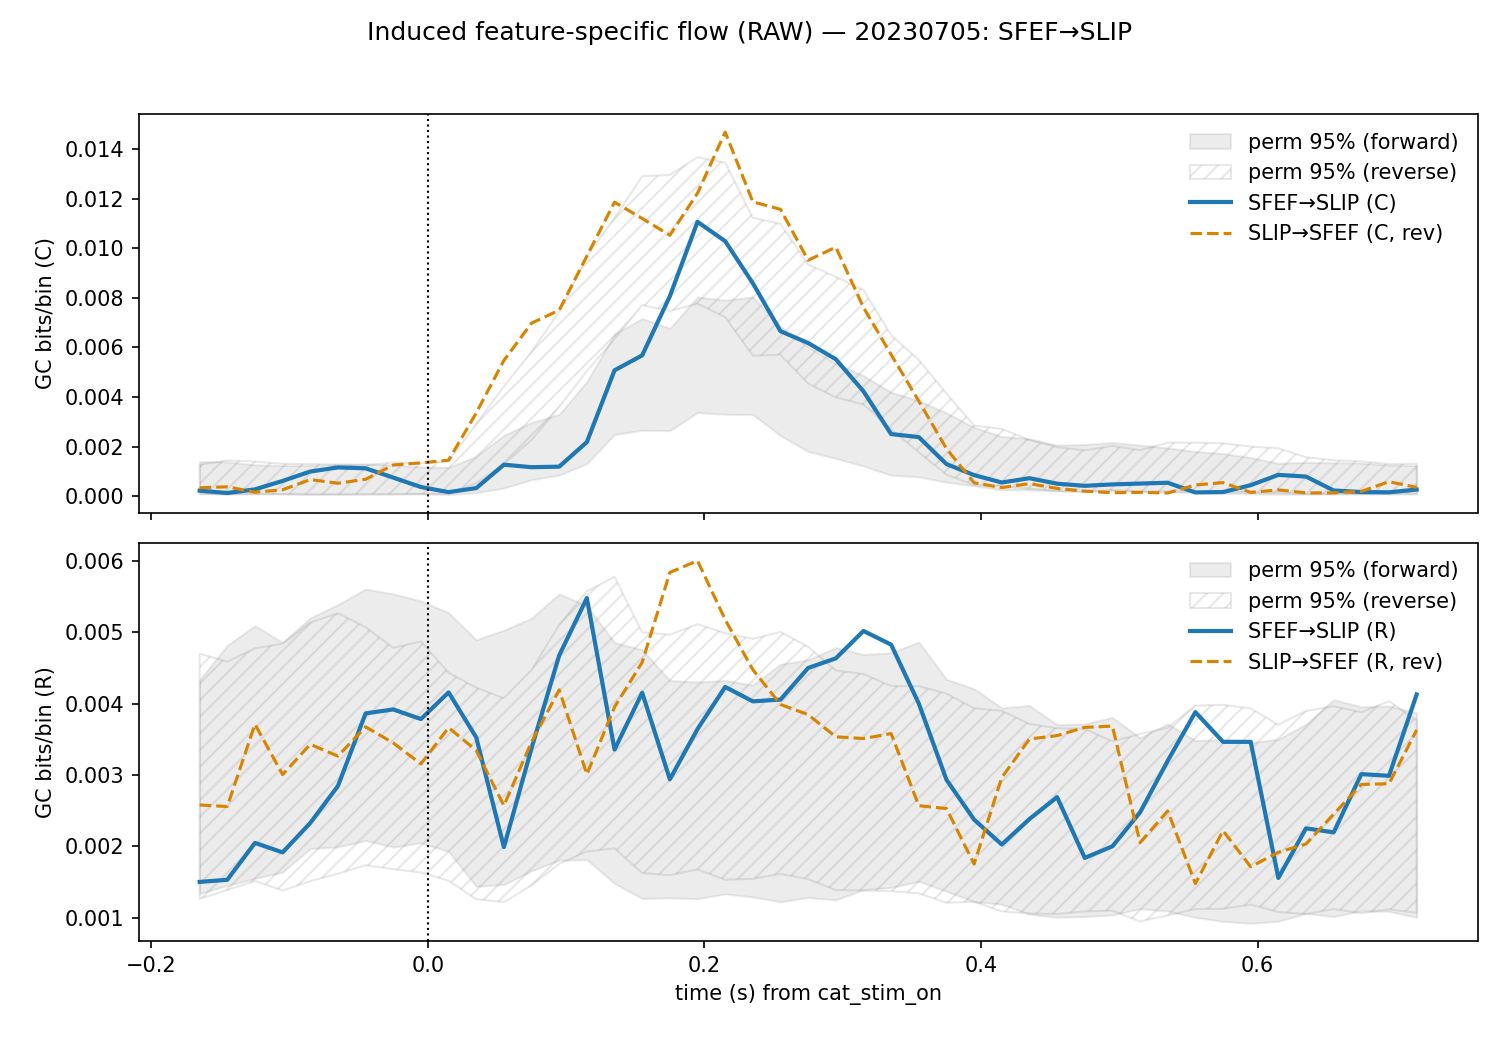 Induced feature-specific flow (RAW) — 20230705: SFEF→SLIP
GC bits/bin (C)
0.014
0.012
0.010
0.008
0.006
0.004
0.002
0.000
perm 95% (forward)
perm 95% (reverse)
SFEF→SLIP (C)
SLIP→SFEF (C, rev)
GC bits/bin (R)
0.006
0.005
0.004
0.003
0.002
0.001
perm 95% (forward)
perm 95% (reverse)
SFEF→SLIP (R)
SLIP→SFEF (R, rev)
−0.2 0.0 0.2 0.4 0.6
time (s) from cat_stim_on